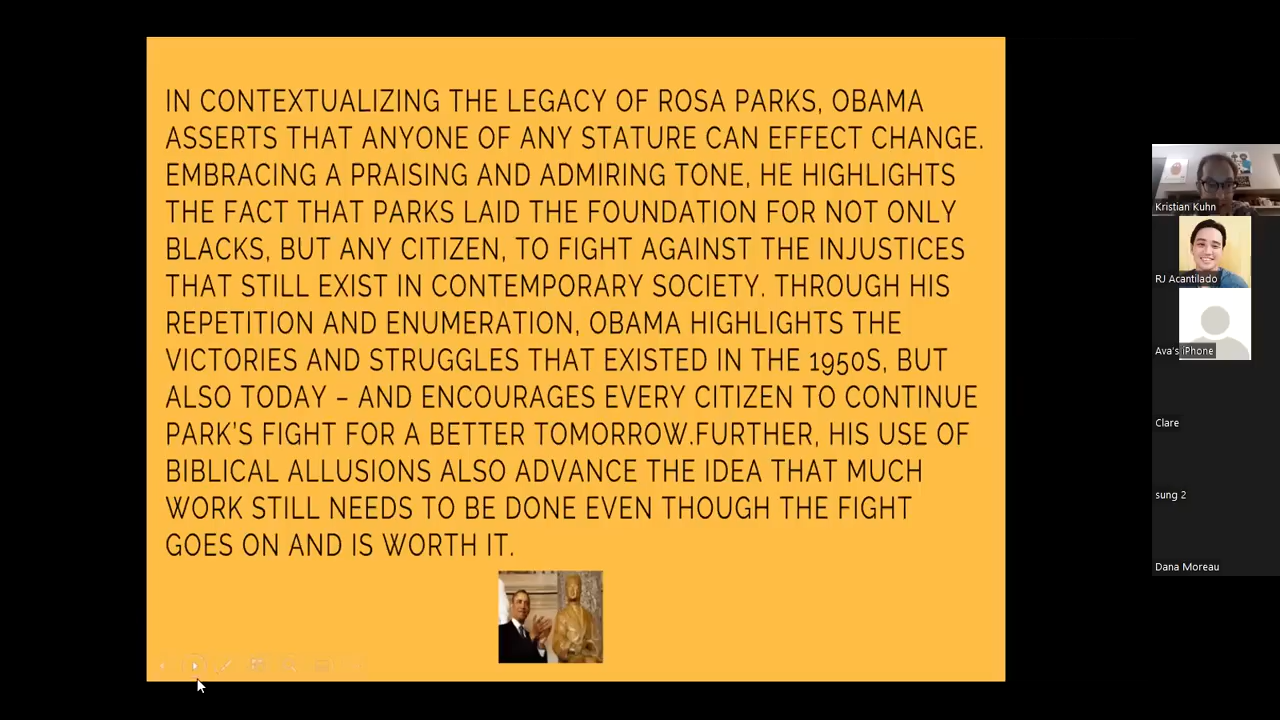 IN CONTEXTUALIZING THE LEGACY OF ROSA PARKS, OBAMA
ASSERTS THAT ANYONE OF ANY STATURE CAN EFFECT CHANGE.
EMBRACING A PRAISING AND ADMIRING TONE, HE HIGHLIGHTS
THE FACT THAT PARKS LAID THE FOUNDATION FOR NOT ONLY
BLACKS, BUT ANY CITIZEN, TO FIGHT AGAINST THE INJUSTICES
THAT STILL EXIST IN CONTEMPORARY SOCIETY. THROUGH HIS
REPETITION AND ENUMERATION, OBAMA HIGHLIGHTS THE
VICTORIES AND STRUGGLES THAT EXISTED IN THE 1950S, BUT
ALSO TODAY – AND ENCOURAGES EVERY CITIZEN TO CONTINUE
PARK'S FIGHT FOR A BETTER TOMORROW.FURTHER, HIS USE OF
BIBLICAL ALLUSIONS ALSO ADVANCE THE IDEA THAT MUCH
WORK STILL NEEDS TO BE DONE EVEN THOUGH THE FIGHT
GOES ON AND IS WORTH IT.
Kristian Kuhn
RJ Acantilado
Ava's iPhone
Clare
sung 2
Dana Moreau